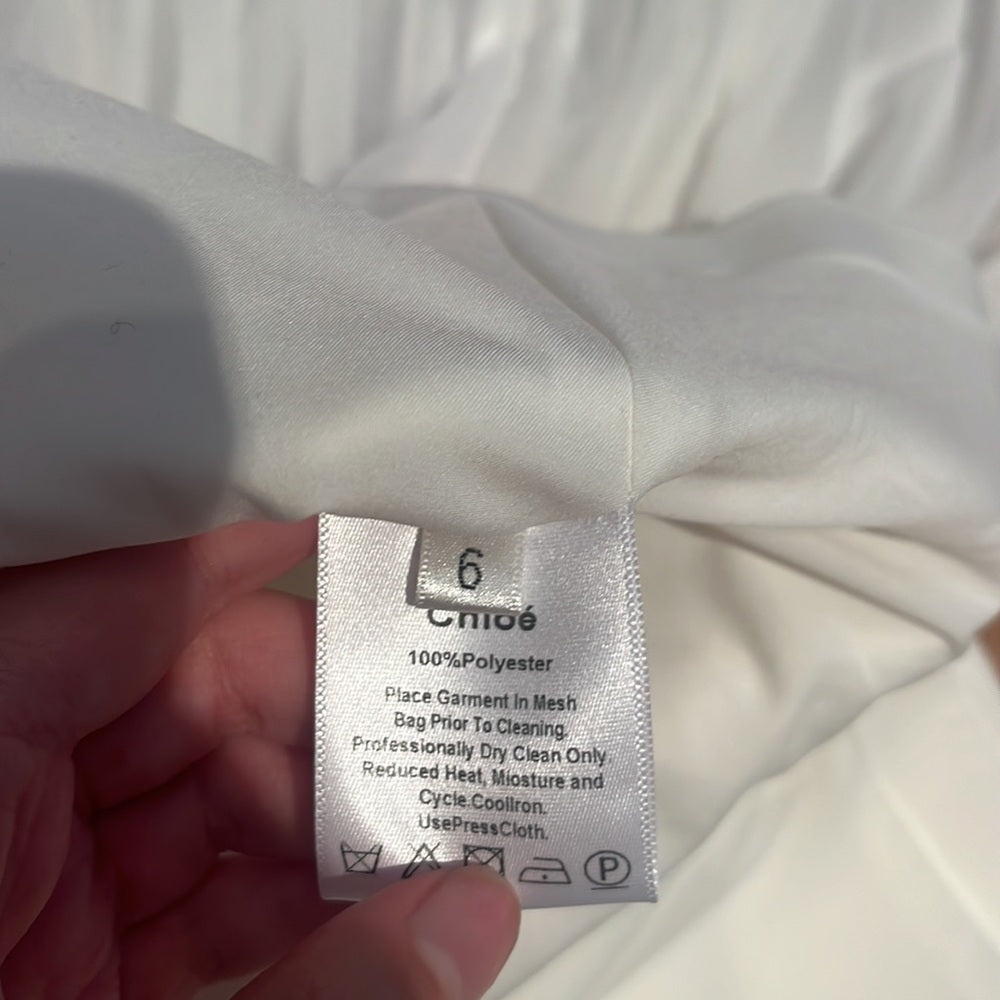 6
Chloé
100%Polyester
Place Garment In Mesh
Bag Prior To Cleaning.
Professionally Dry Clean Only
Reduced Heat, Miosture and
Cycle.CoolIron.
UsePressCloth.
P